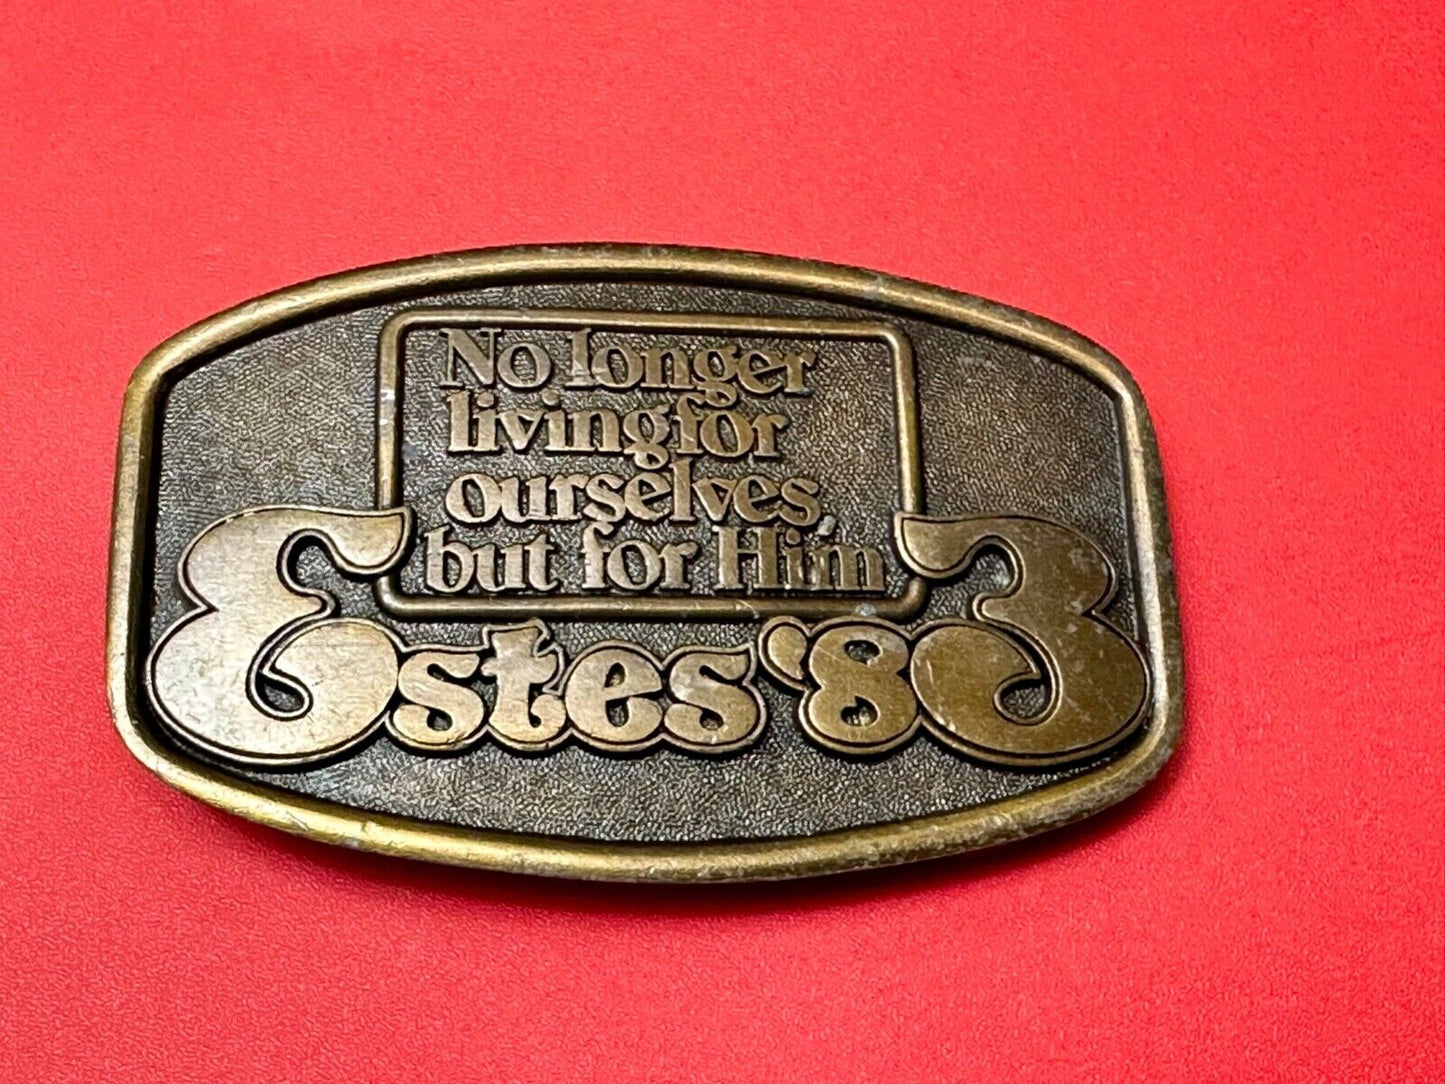 No longer
living for
ourselves,
but for Him
Estes '83